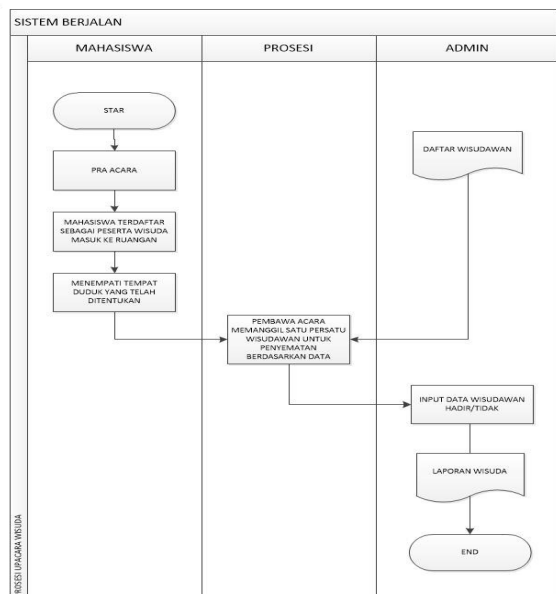 SISTEM BERJALAN
MAHASISWA
PROSESI
ADMIN
STAR
PRA ACARA
MAHASISWA TERDAFTAR
SEBAGAI PESERTA WISUDA
MASUK KE RUANGAN
MENEMPATI TEMPAT
DUDUK YANG TELAH
DITENTUKAN
DAFTAR WISUDAWAN
PEMBAWA ACARA
MEMANGGIL SATU PERSATU
WISUDAWAN UNTUK
PENYEMATAN
BERDASARKAN DATA
INPUT DATA WISUDAWAN
HADIR/TIDAK
LAPORAN WISUDA
END
PROSESI UPACARA WISUDA